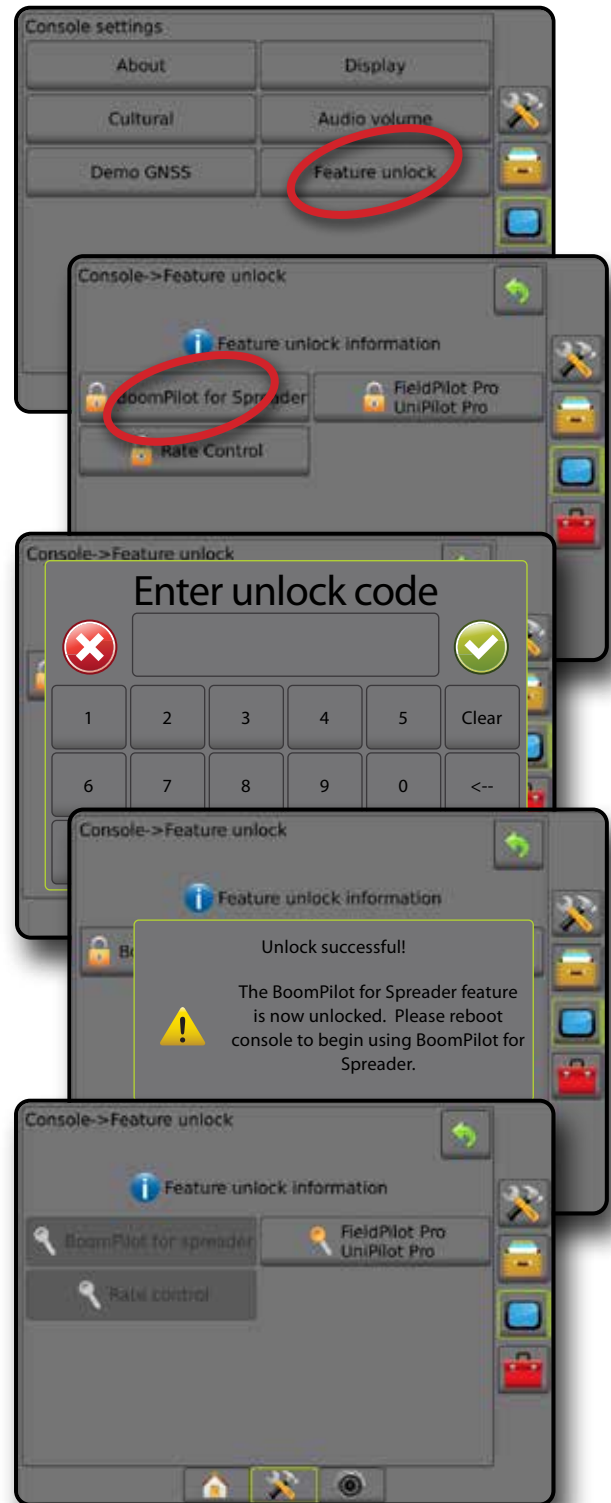 Console settings
About
Display
Cultural
Audio volume
Demo GNSS
Feature unlock
Console->Feature unlock
Feature unlock information
BoomPilot for Spreader
FieldPilot Pro
UniPilot Pro
Rate Control
Console->Feature unlock
Enter unlock code
1 2 3 4 5 Clear
6 7 8 9 0 <--
Console->Feature unlock
Feature unlock information
Bo
Unlock successful!
The BoomPilot for Spreader feature
is now unlocked. Please reboot
console to begin using BoomPilot for
Spreader.
Console->Feature unlock
Feature unlock information
BoomPilot for spreader
FieldPilot Pro
UniPilot Pro
Rate control